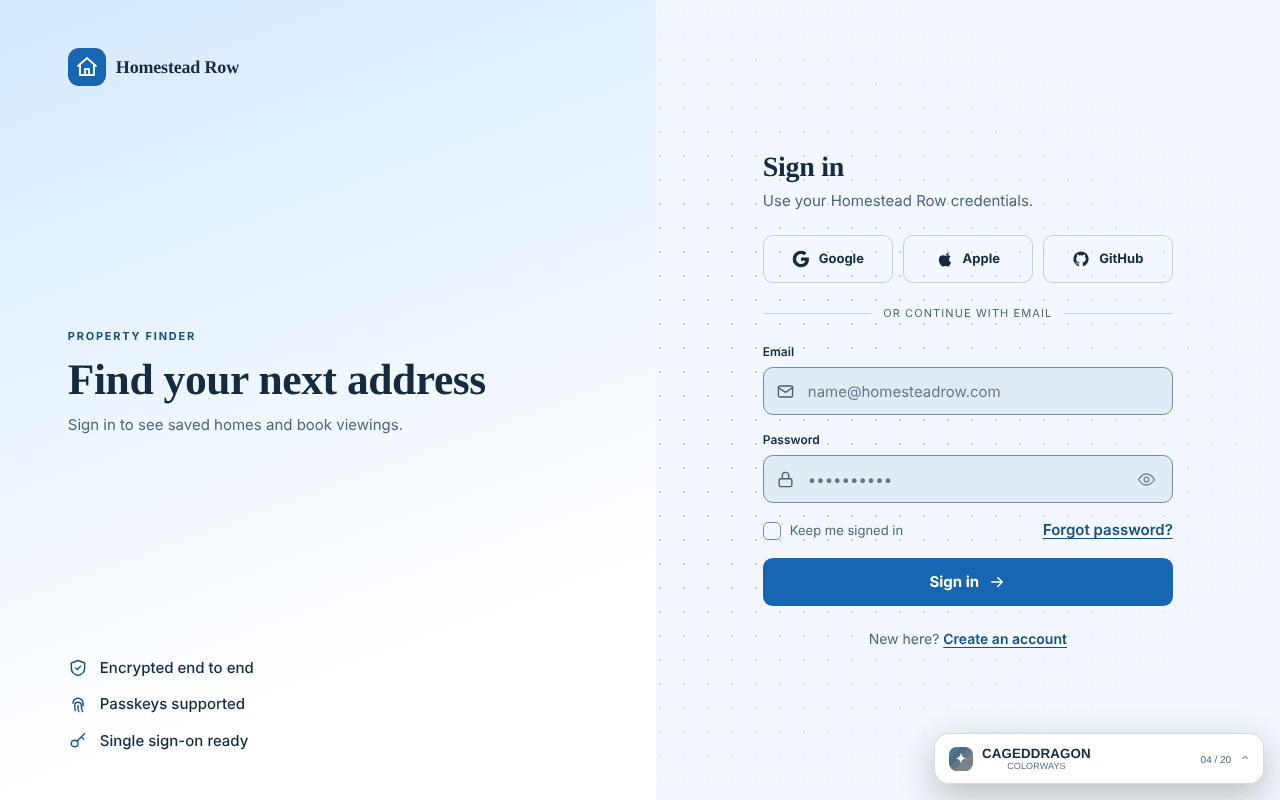 Homestead Row
PROPERTY FINDER
Find your next address
Sign in to see saved homes and book viewings.
Encrypted end to end
Passkeys supported
Single sign-on ready
Sign in
Use your Homestead Row credentials.
Google
Apple
GitHub
OR CONTINUE WITH EMAIL
Email
name@homesteadrow.com
Password
••••••••••
Keep me signed in
Forgot password?
Sign in
New here? Create an account
CAGEDDRAGON
COLORWAYS
04 / 20